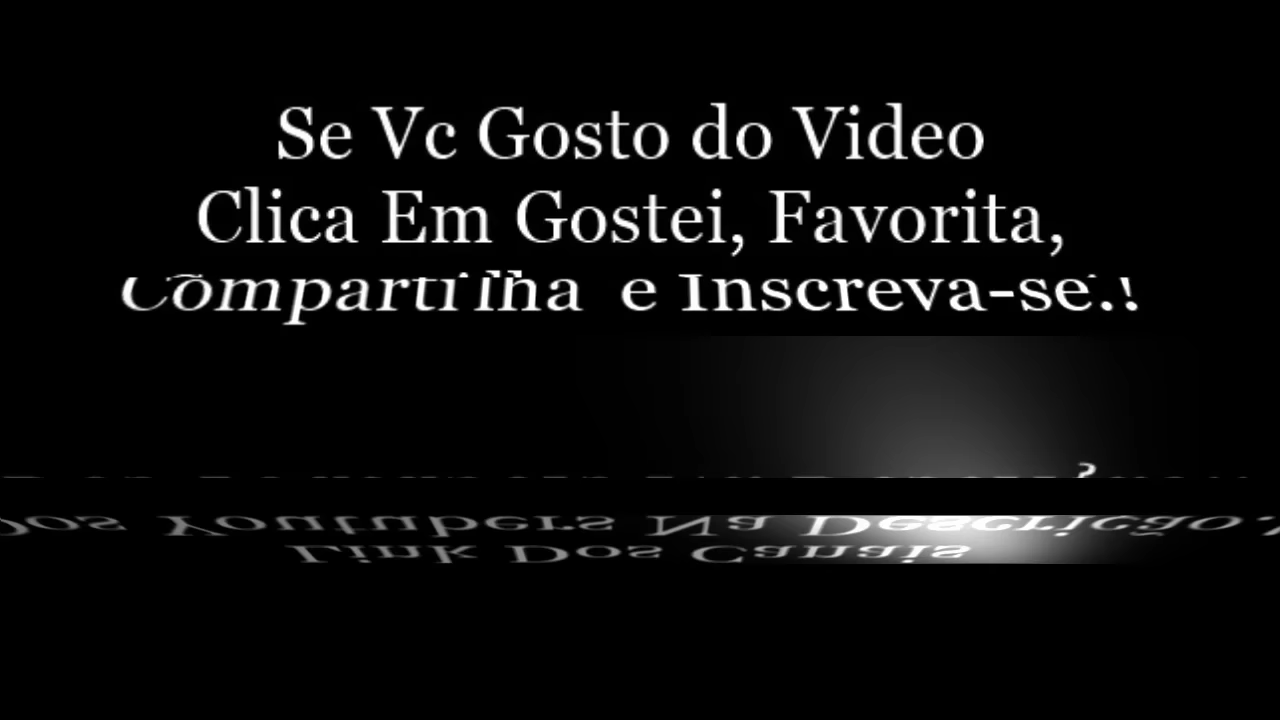 Se Vc Gosto do Video
Clica Em Gostei, Favorita,
Compartilha e Inscreva-se.!
Dos Youtubers Na Descrição.
Link Dos Canais